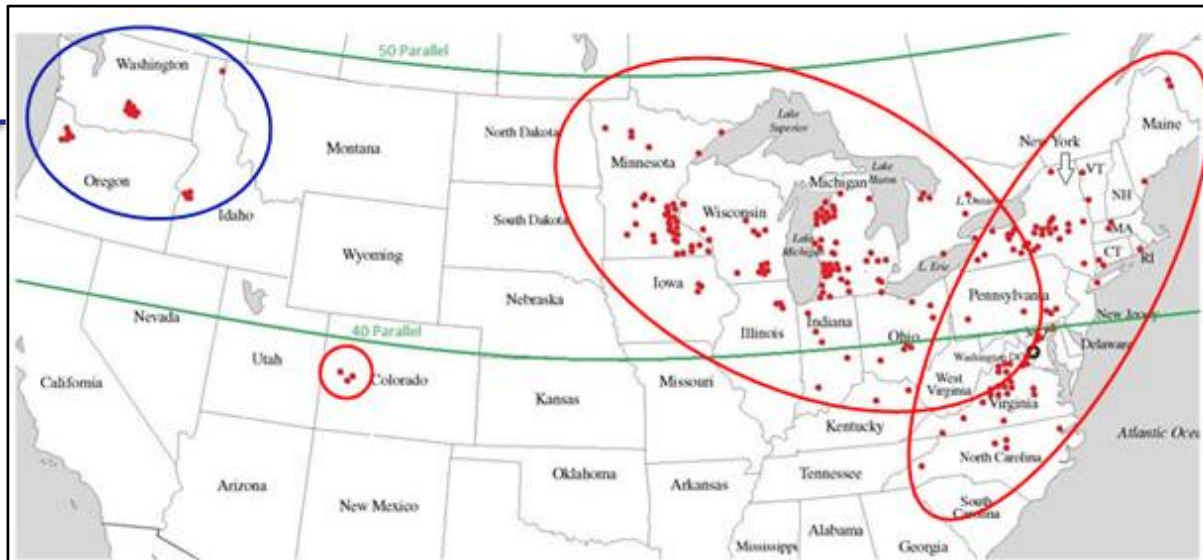 50 Parallel
Washington
Maine
Lake
Superior
North Dakota
New York
Montana
Minnesota
VT
Lake
Huron
Michigan
Oregon
NH
L. Ontario
Idaho
South Dakota
Wisconsin
MA
Lake
Michigan
CT
RI
Wyoming
L. Erie
Iowa
Pennsylvania
Nebraska
Nevada
Illinois
Indiana
New Jersey
40 Parallel
Ohio
Utah
Delaware
Washington DC
California
Colorado
Missouri
West
Virginia
Kansas
Virginia
Kentucky
Atlantic Ocea
North Carolina
Tennessee
Oklahoma
Arizona
Arkansas
New Mexico
South
Carolina
Alabama
Mississippi
Georgia